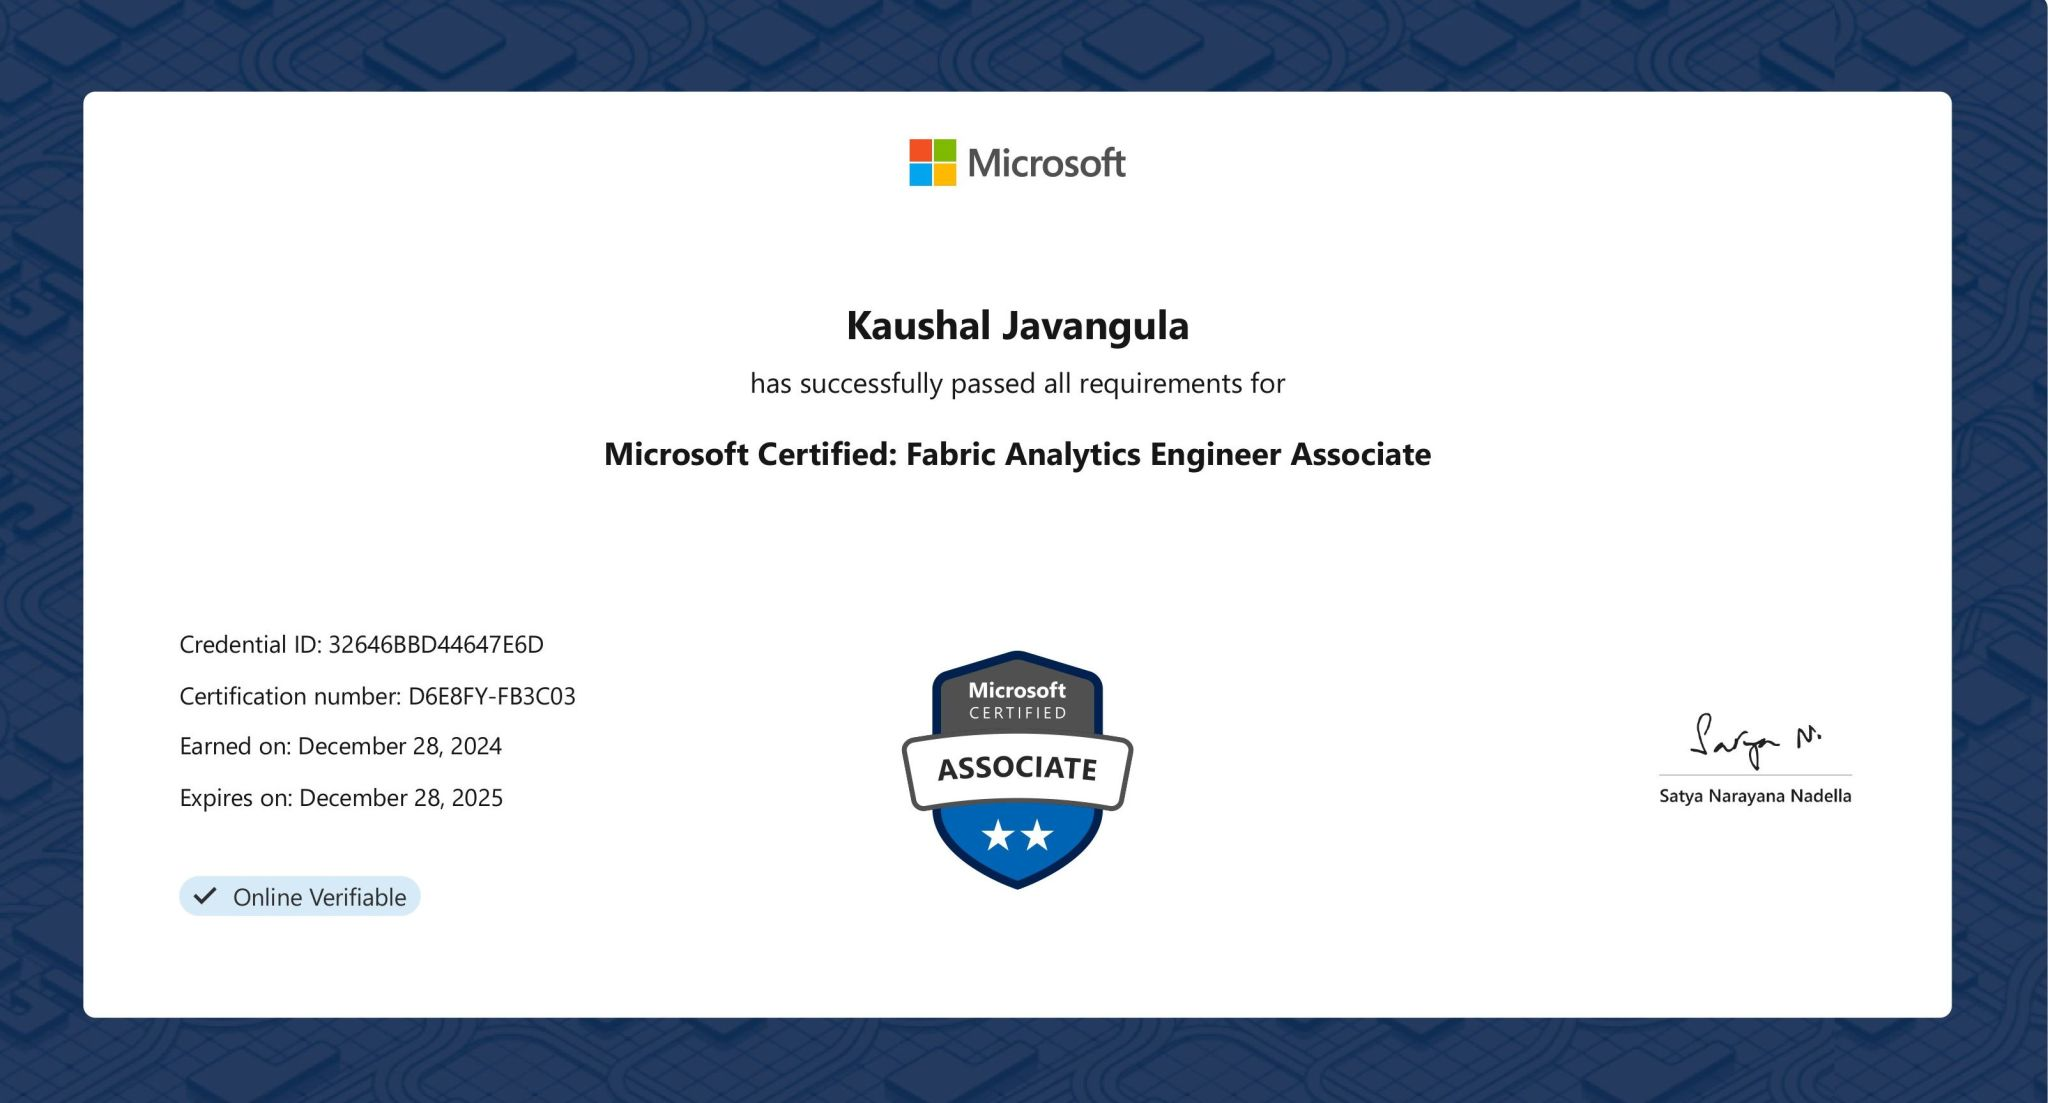 Microsoft
Kaushal Javangula
has successfully passed all requirements for
Microsoft Certified: Fabric Analytics Engineer Associate
Credential ID: 32646BBD44647E6D
Certification number: D6E8FY-FB3C03
Earned on: December 28, 2024
Expires on: December 28, 2025
Online Verifiable
Microsoft
CERTIFIED
ASSOCIATE
Satya N.
Satya Narayana Nadella